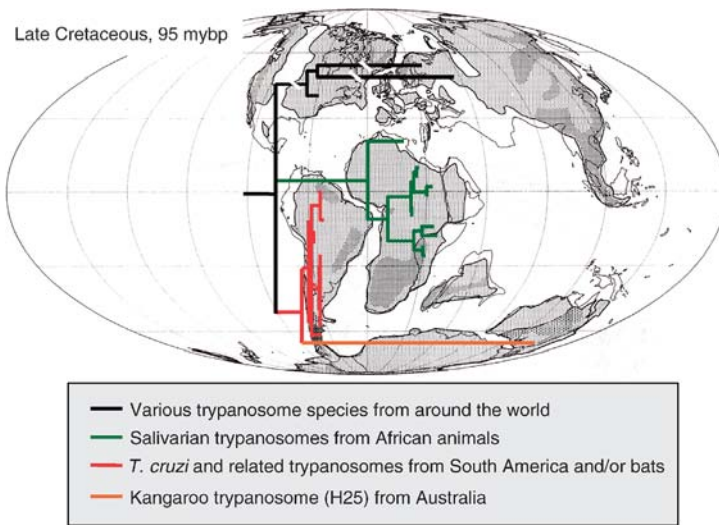 Late Cretaceous, 95 mybp
Various trypanosome species from around the world
Salivarian trypanosomes from African animals
T. cruzi and related trypanosomes from South America and/or bats
Kangaroo trypanosome (H25) from Australia